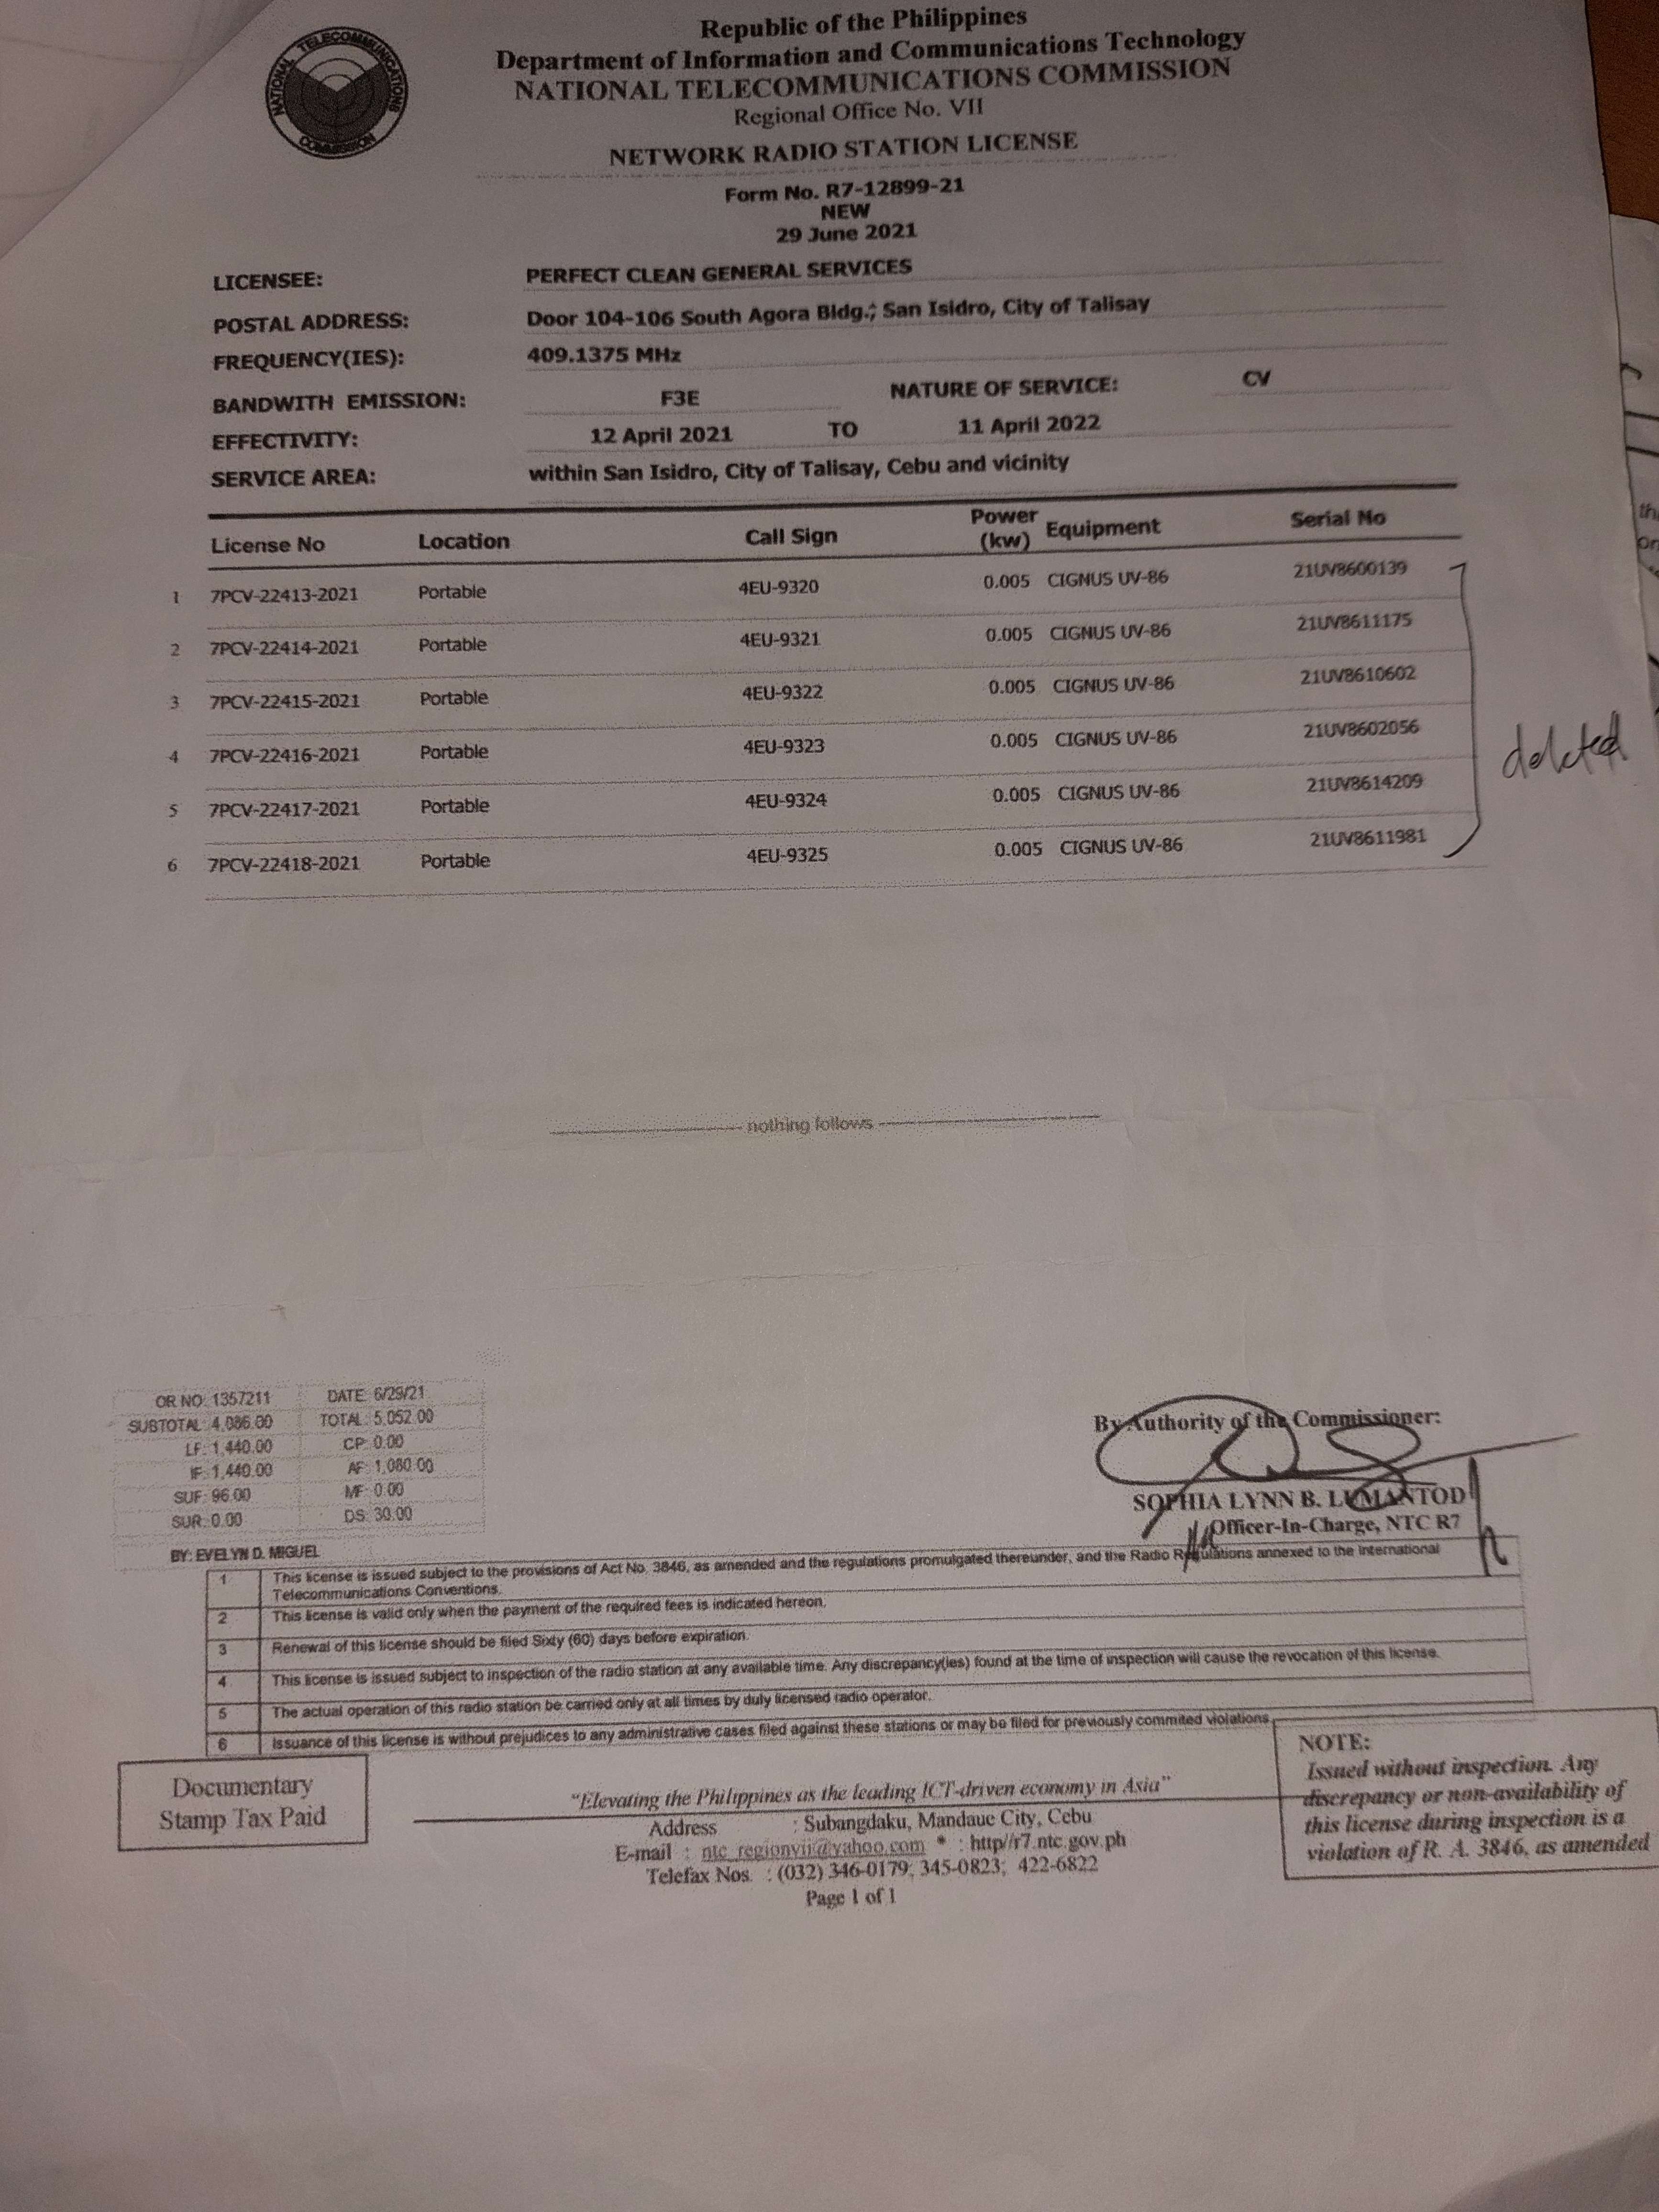 NATIONAL TELECOMMUNICATIONS COMMISSION
Republic of the Philippines
Department of Information and Communications Technology
NATIONAL TELECOMMUNICATIONS COMMISSION
Regional Office No. VII
NETWORK RADIO STATION LICENSE
Form No. R7-12899-21
NEW
29 June 2021
LICENSEE: PERFECT CLEAN GENERAL SERVICES
POSTAL ADDRESS: Door 104-106 South Agora Bldg.; San Isidro, City of Talisay
FREQUENCY(IES): 409.1375 MHz
BANDWITH EMISSION: F3E NATURE OF SERVICE: CV
EFFECTIVITY: 12 April 2021 TO 11 April 2022
SERVICE AREA: within San Isidro, City of Talisay, Cebu and vicinity
License No Location Call Sign Power (kw) Equipment Serial No
1 7PCV-22413-2021 Portable 4EU-9320 0.005 CIGNUS UV-86 21UV8600139
2 7PCV-22414-2021 Portable 4EU-9321 0.005 CIGNUS UV-86 21UV8611175
3 7PCV-22415-2021 Portable 4EU-9322 0.005 CIGNUS UV-86 21UV8610602
4 7PCV-22416-2021 Portable 4EU-9323 0.005 CIGNUS UV-86 21UV8602056
5 7PCV-22417-2021 Portable 4EU-9324 0.005 CIGNUS UV-86 21UV8614209
6 7PCV-22418-2021 Portable 4EU-9325 0.005 CIGNUS UV-86 21UV8611981
deleted
nothing follows
OR NO: 1357211 DATE: 6/29/21
SUBTOTAL: 4,086.00 TOTAL: 5,052.00
LF: 1,440.00 CP: 0.00
IF: 1,440.00 AF: 1,080.00
SUF: 96.00 MF: 0.00
SUR: 0.00 DS: 30.00
BY: EVELYN D. MIGUEL
By Authority of the Commissioner:
SOPHIA LYNN B. LUMANTOD
Officer-In-Charge, NTC R7
1 This license is issued subject to the provisions of Act No. 3846, as amended and the regulations promulgated thereunder, and the Radio Regulations annexed to the International
Telecommunications Conventions.
2 This license is valid only when the payment of the required fees is indicated hereon.
3 Renewal of this license should be filed Sixty (60) days before expiration.
4 This license is issued subject to inspection of the radio station at any available time. Any discrepancy(ies) found at the time of inspection will cause the revocation of this license.
5 The actual operation of this radio station be carried only at all times by duly licensed radio operator.
6 Issuance of this license is without prejudices to any administrative cases filed against these stations or may be filed for previously commited violations.
Documentary
Stamp Tax Paid
"Elevating the Philippines as the leading ICT-driven economy in Asia"
Address : Subangdaku, Mandaue City, Cebu
E-mail : ntc_regionvii@yahoo.com * : http//r7.ntc.gov.ph
Telefax Nos. : (032) 346-0179; 345-0823; 422-6822
Page 1 of 1
NOTE:
Issued without inspection. Any
discrepancy or non-availability of
this license during inspection is a
violation of R. A. 3846, as amended